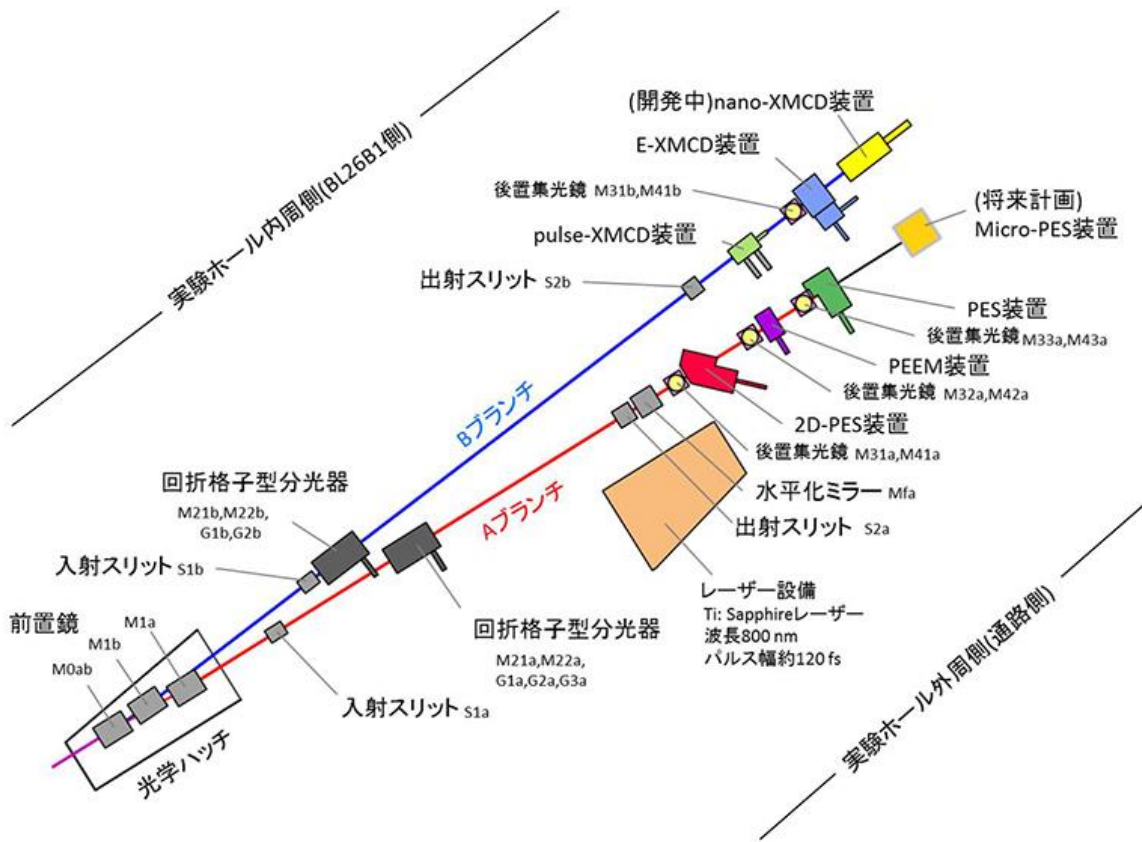 実験ホール内周側(BL26B1側)
(開発中)nano-XMCD装置
E-XMCD装置
後置集光鏡 M31b,M41b
pulse-XMCD装置
出射スリット S2b
(将来計画)
Micro-PES装置
PES装置
後置集光鏡 M33a,M43a
PEEM装置
後置集光鏡 M32a,M42a
2D-PES装置
後置集光鏡 M31a,M41a
水平化ミラー Mfa
出射スリット S2a
Bブランチ
Aブランチ
回折格子型分光器
M21b,M22b,
G1b,G2b
入射スリット S1b
レーザー設備
Ti: Sapphireレーザー
波長800 nm
パルス幅約120 fs
前置鏡
M1a
M1b
M0ab
回折格子型分光器
M21a,M22a,
G1a,G2a,G3a
入射スリット S1a
光学ハッチ
実験ホール外周側(通路側)